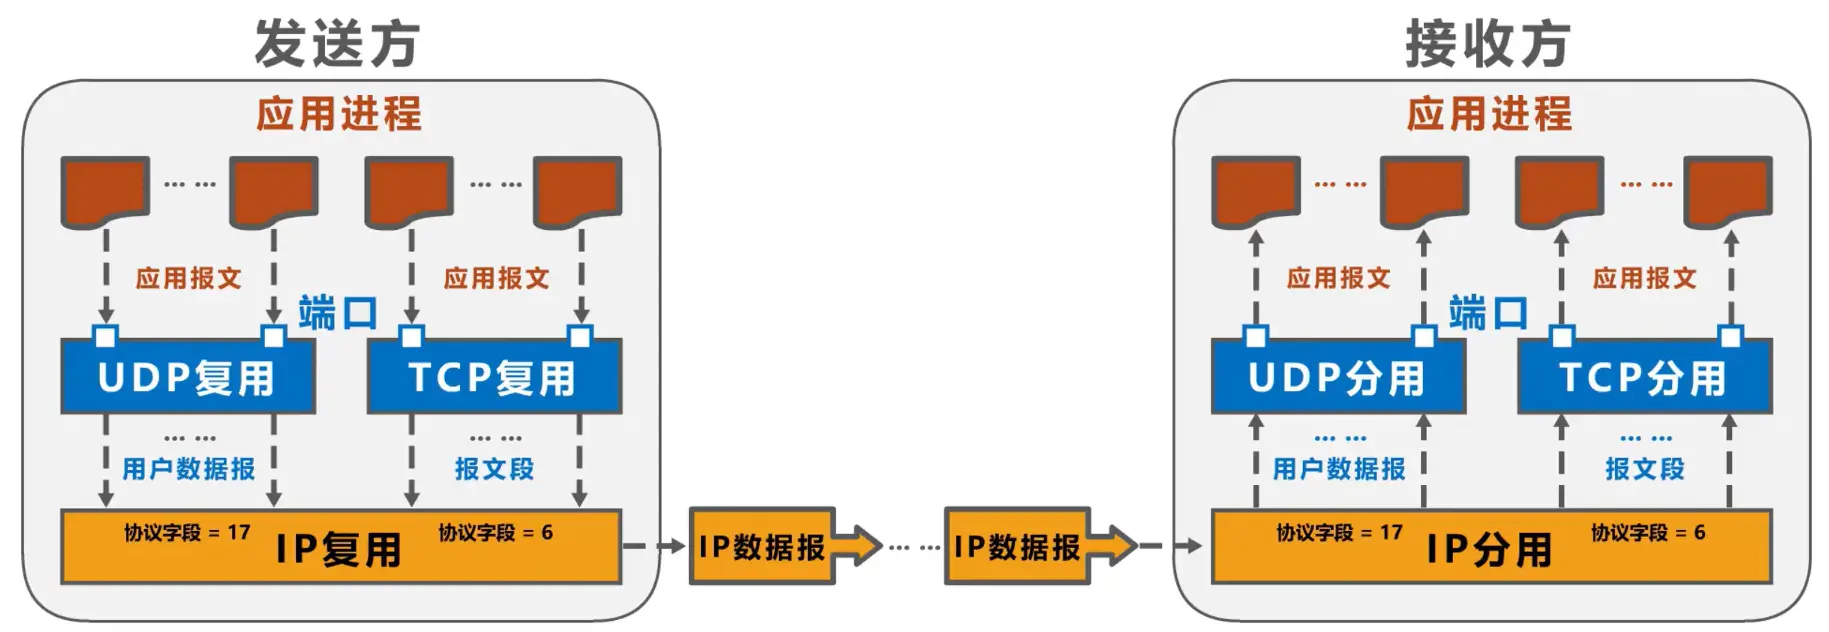 发送方
接收方
应用进程
应用进程
… …
… …
… …
… …
应用报文
应用报文
应用报文
应用报文
端口
端口
UDP复用
TCP复用
UDP分用
TCP分用
… …
… …
… …
… …
用户数据报
报文段
用户数据报
报文段
协议字段 = 17
协议字段 = 6
协议字段 = 17
协议字段 = 6
IP复用
IP数据报
… …
IP数据报
IP分用